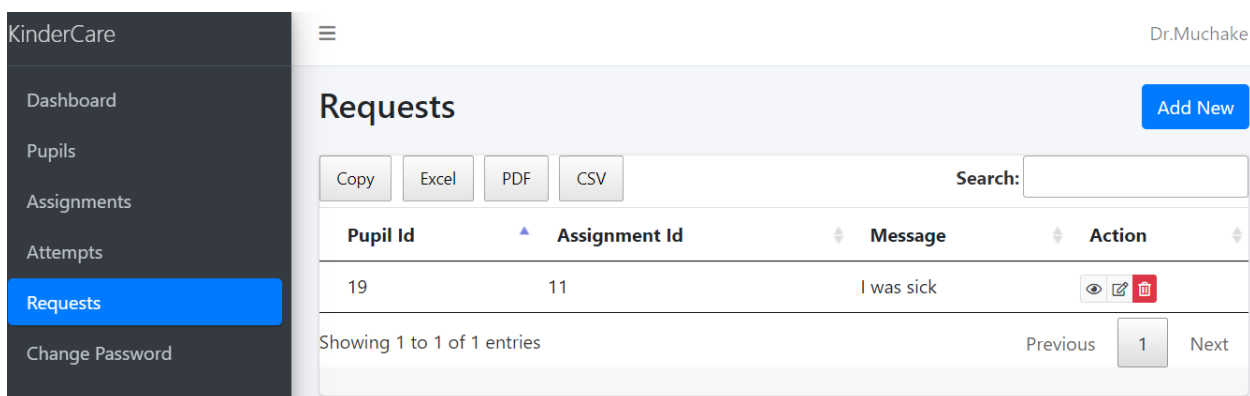 KinderCare
Dr.Muchake
Dashboard
Pupils
Assignments
Attempts
Requests
Change Password
Requests
Add New
Copy Excel PDF CSV Search:
Pupil Id Assignment Id Message Action
19 11 I was sick
Showing 1 to 1 of 1 entries
Previous 1 Next